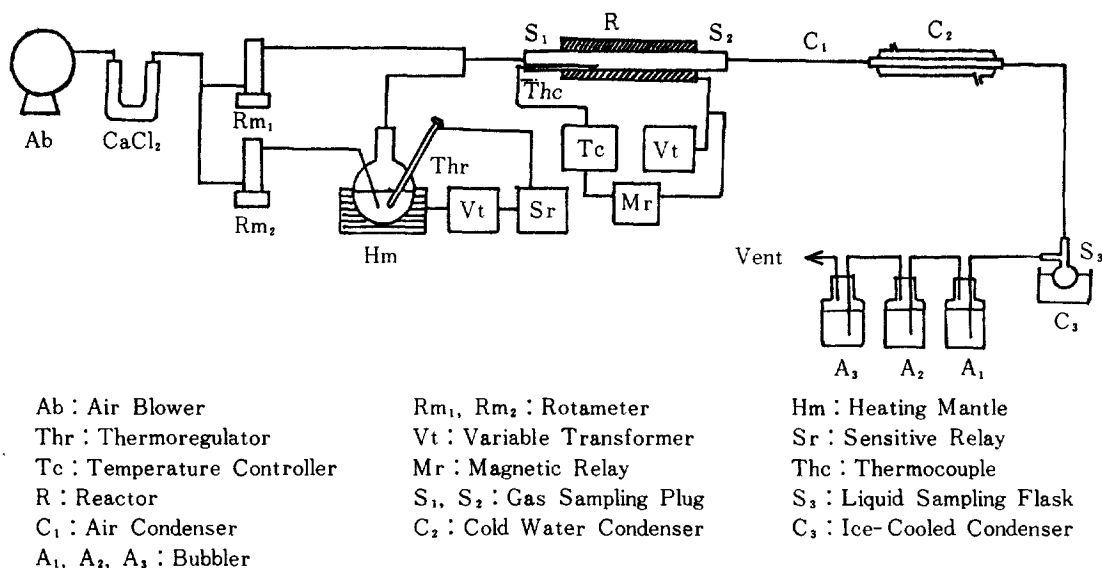 S₁ R S₂
C₁ C₂
Ab CaCl₂ Rm₁
Thc
Tc Vt
Thr
Rm₂
Vt Sr Mr
Hm
Vent
S₃
C₃
A₃ A₂ A₁
Ab : Air Blower
Rm₁, Rm₂ : Rotameter
Hm : Heating Mantle
Thr : Thermoregulator
Vt : Variable Transformer
Sr : Sensitive Relay
Tc : Temperature Controller
Mr : Magnetic Relay
Thc : Thermocouple
R : Reactor
S₁, S₂ : Gas Sampling Plug
S₃ : Liquid Sampling Flask
C₁ : Air Condenser
C₂ : Cold Water Condenser
C₃ : Ice-Cooled Condenser
A₁, A₂, A₃ : Bubbler